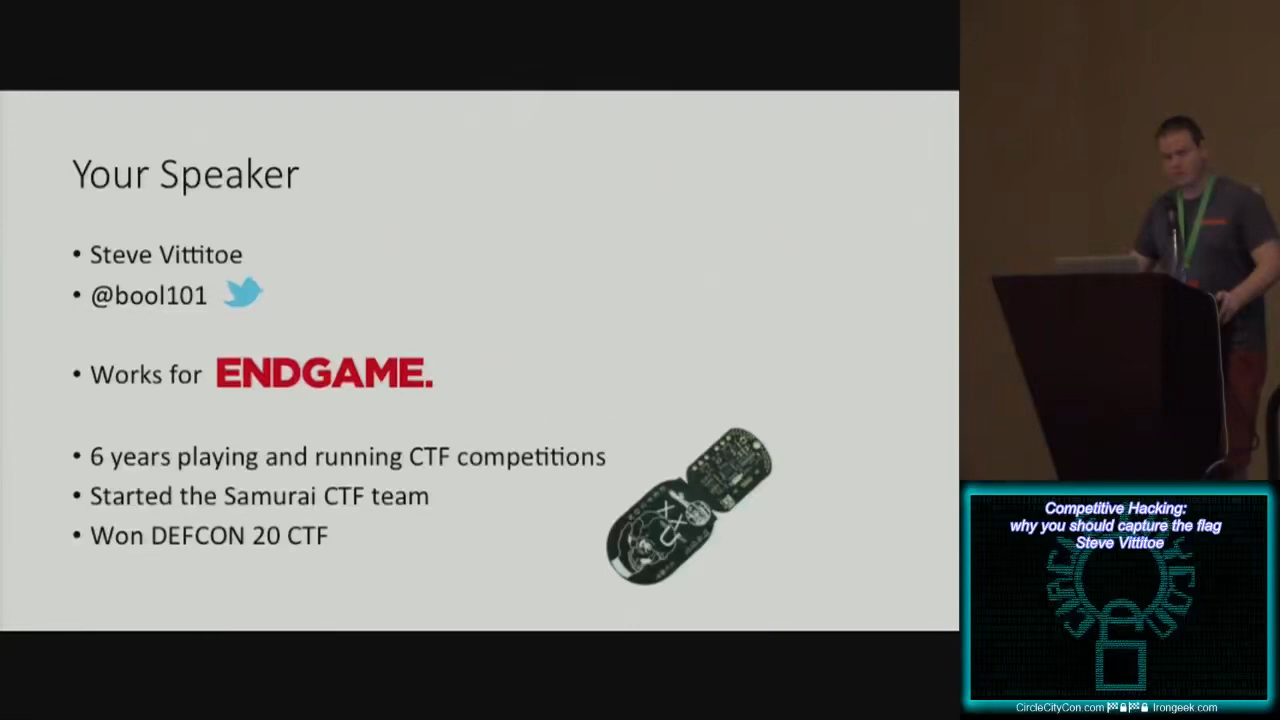 Your Speaker
• Steve Vittitoe
• @bool101
• Works for ENDGAME.
• 6 years playing and running CTF competitions
• Started the Samurai CTF team
• Won DEFCON 20 CTF
Competitive Hacking:
why you should capture the flag
Steve Vittitoe
CircleCityCon.com Irongeek.com